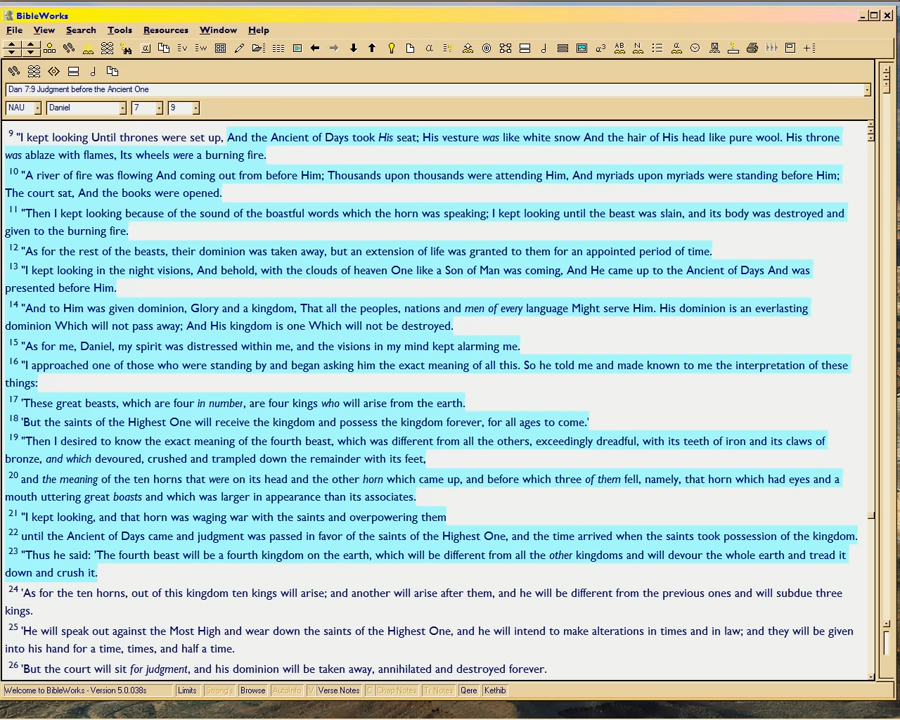 BibleWorks
File View Search Tools Resources Window Help
Dan 7:9 Judgment before the Ancient One
NAU Daniel 7 9
9 "I kept looking Until thrones were set up, And the Ancient of Days took His seat; His vesture was like white snow And the hair of His head like pure wool. His throne
was ablaze with flames, Its wheels were a burning fire.
10 "A river of fire was flowing And coming out from before Him; Thousands upon thousands were attending Him, And myriads upon myriads were standing before Him;
The court sat, And the books were opened.
11 "Then I kept looking because of the sound of the boastful words which the horn was speaking; I kept looking until the beast was slain, and its body was destroyed and
given to the burning fire.
12 "As for the rest of the beasts, their dominion was taken away, but an extension of life was granted to them for an appointed period of time.
13 "I kept looking in the night visions, And behold, with the clouds of heaven One like a Son of Man was coming, And He came up to the Ancient of Days And was
presented before Him.
14 "And to Him was given dominion, Glory and a kingdom, That all the peoples, nations and men of every language Might serve Him. His dominion is an everlasting
dominion Which will not pass away; And His kingdom is one Which will not be destroyed.
15 "As for me, Daniel, my spirit was distressed within me, and the visions in my mind kept alarming me.
16 "I approached one of those who were standing by and began asking him the exact meaning of all this. So he told me and made known to me the interpretation of these
things:
17 'These great beasts, which are four in number, are four kings who will arise from the earth.
18 'But the saints of the Highest One will receive the kingdom and possess the kingdom forever, for all ages to come.'
19 "Then I desired to know the exact meaning of the fourth beast, which was different from all the others, exceedingly dreadful, with its teeth of iron and its claws of
bronze, and which devoured, crushed and trampled down the remainder with its feet,
20 and the meaning of the ten horns that were on its head and the other horn which came up, and before which three of them fell, namely, that horn which had eyes and a
mouth uttering great boasts and which was larger in appearance than its associates.
21 "I kept looking, and that horn was waging war with the saints and overpowering them
22 until the Ancient of Days came and judgment was passed in favor of the saints of the Highest One, and the time arrived when the saints took possession of the kingdom.
23 "Thus he said: 'The fourth beast will be a fourth kingdom on the earth, which will be different from all the other kingdoms and will devour the whole earth and tread it
down and crush it.
24 'As for the ten horns, out of this kingdom ten kings will arise; and another will arise after them, and he will be different from the previous ones and will subdue three
kings.
25 'He will speak out against the Most High and wear down the saints of the Highest One, and he will intend to make alterations in times and in law; and they will be given
into his hand for a time, times, and half a time.
26 'But the court will sit for judgment, and his dominion will be taken away, annihilated and destroyed forever.
Welcome to BibleWorks - Version 5.0.038s Limits Strong's Browse AutoInfo V Verse Notes C Chap Notes Tr Notes Qere Kethib